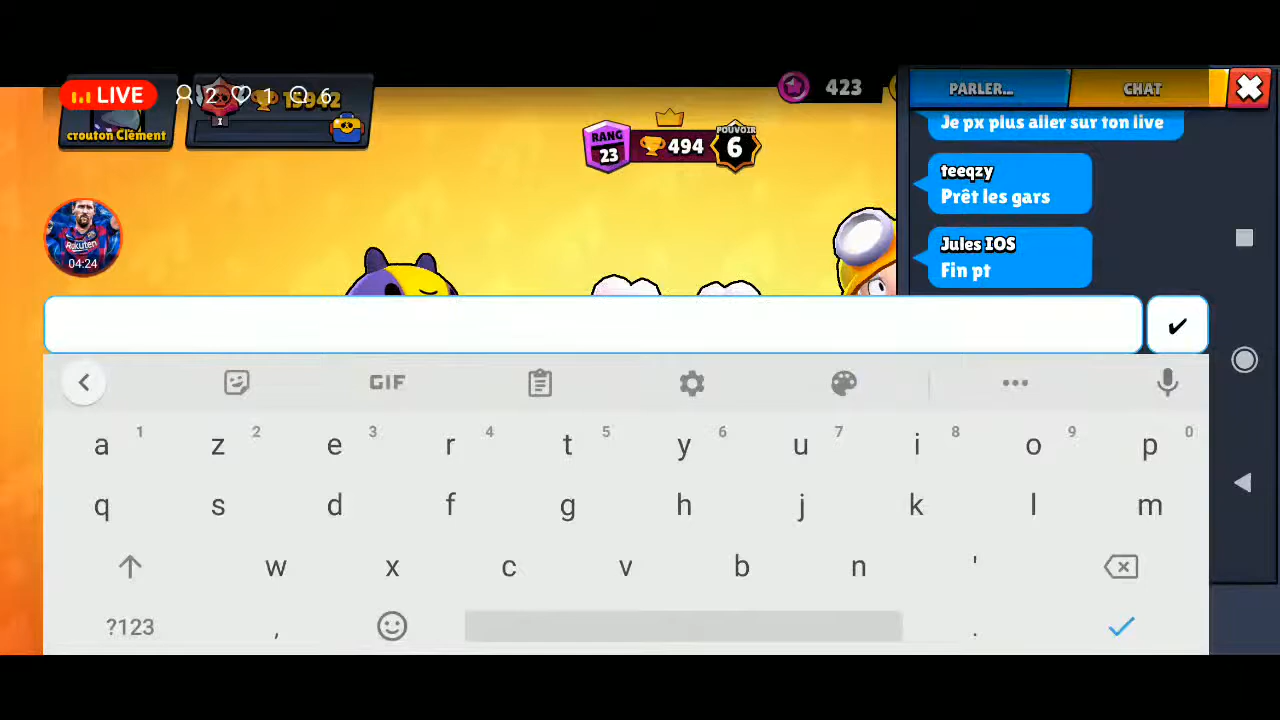 LIVE 2 1 6
15942
I
crouton Clément
423
RANG
23
494
POUVOIR
6
PARLER...
CHAT
Je px plus aller sur ton live
teeqzy
Prêt les gars
Jules IOS
Fin pt
Rakuten
04:24
GIF
a 1 z 2 e 3 r 4 t 5 y 6 u 7 i 8 o 9 p 0
q s d f g h j k l m
w x c v b n '
?123 , .